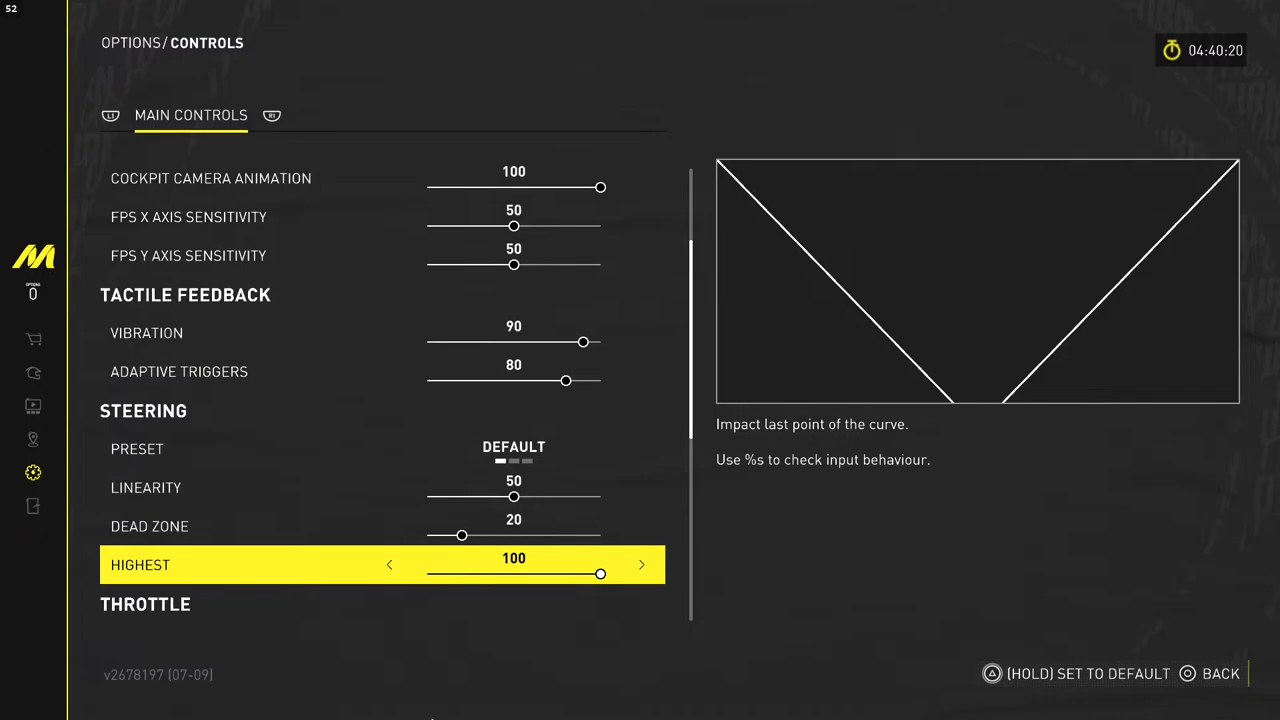 52
OPTIONS/ CONTROLS
04:40:20
L1 MAIN CONTROLS R1
COCKPIT CAMERA ANIMATION 100
FPS X AXIS SENSITIVITY 50
FPS Y AXIS SENSITIVITY 50
TACTILE FEEDBACK
VIBRATION 90
ADAPTIVE TRIGGERS 80
STEERING
PRESET DEFAULT
LINEARITY 50
DEAD ZONE 20
HIGHEST 100
THROTTLE
Impact last point of the curve.
Use %s to check input behaviour.
OPTIONS
v2678197 (07-09)
(HOLD) SET TO DEFAULT BACK